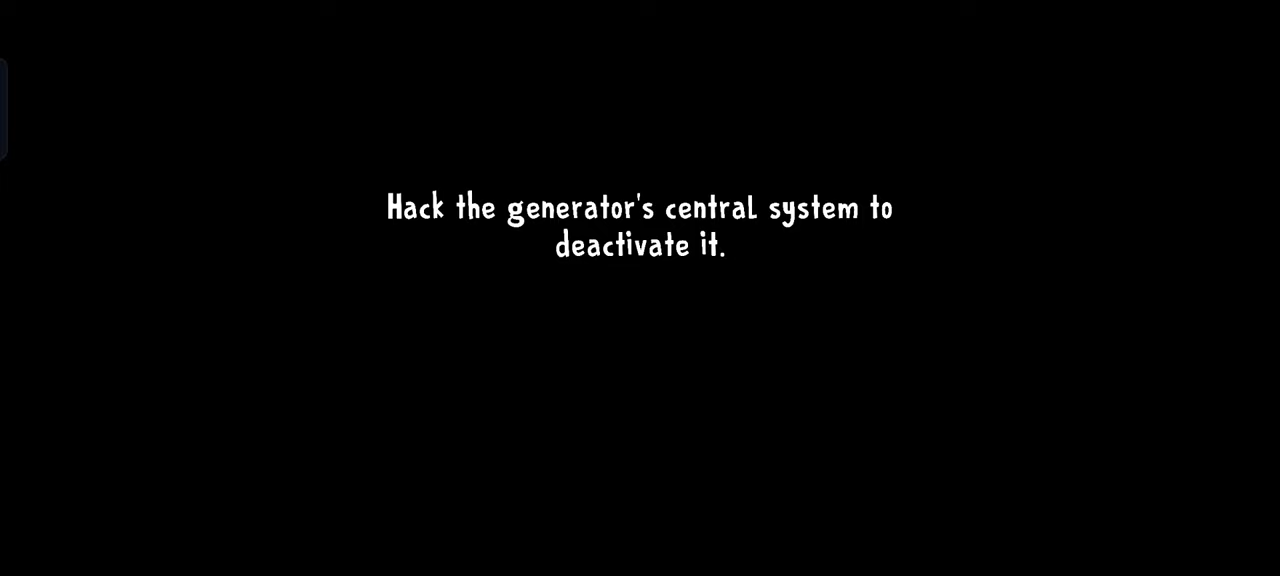 Hack the generator's central system to
deactivate it.